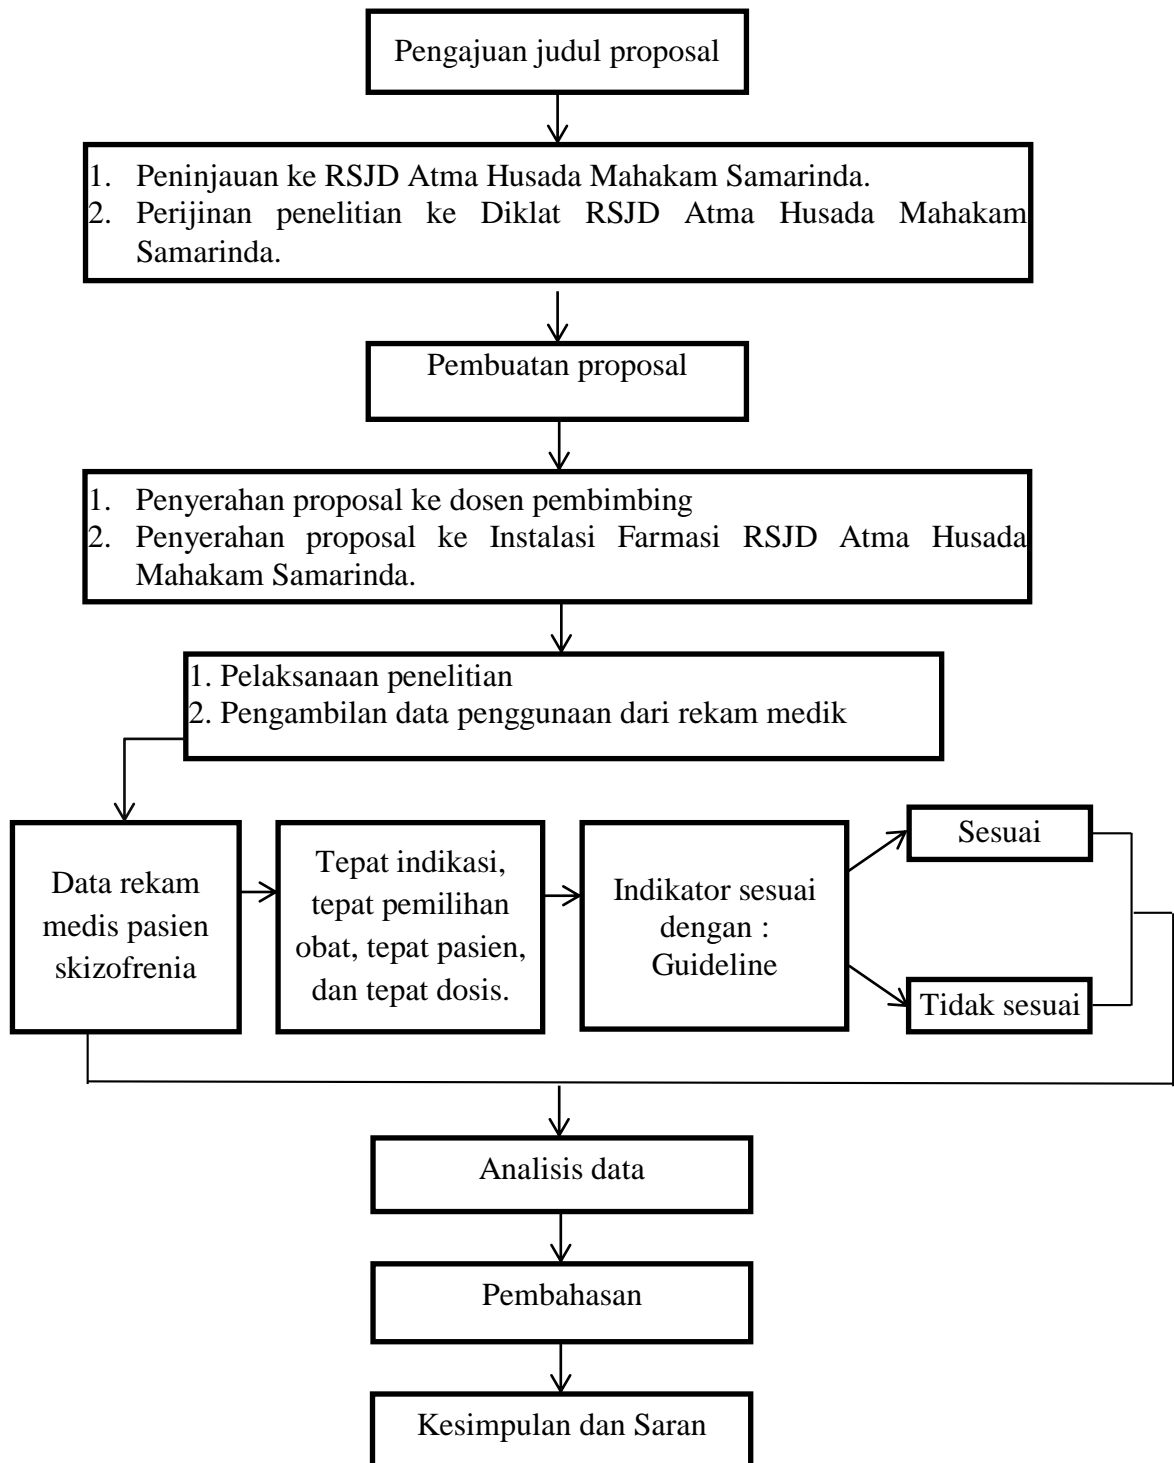 Pengajuan judul proposal
1. Peninjauan ke RSJD Atma Husada Mahakam Samarinda.
2. Perijinan penelitian ke Diklat RSJD Atma Husada Mahakam
Samarinda.
Pembuatan proposal
1. Penyerahan proposal ke dosen pembimbing
2. Penyerahan proposal ke Instalasi Farmasi RSJD Atma Husada
Mahakam Samarinda.
1. Pelaksanaan penelitian
2. Pengambilan data penggunaan dari rekam medik
Data rekam
medis pasien
skizofrenia
Tepat indikasi,
tepat pemilihan
obat, tepat pasien,
dan tepat dosis.
Indikator sesuai
dengan :
Guideline
Sesuai
Tidak sesuai
Analisis data
Pembahasan
Kesimpulan dan Saran